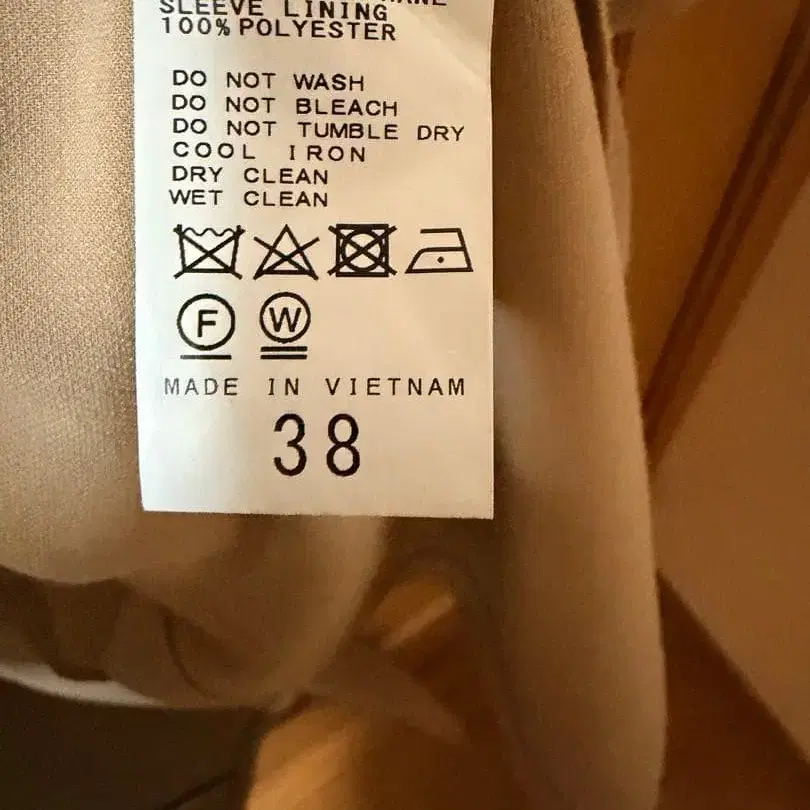 SLEEVE LINING
100% POLYESTER
DO NOT WASH
DO NOT BLEACH
DO NOT TUMBLE DRY
COOL IRON
DRY CLEAN
WET CLEAN
F W
MADE IN VIETNAM
38